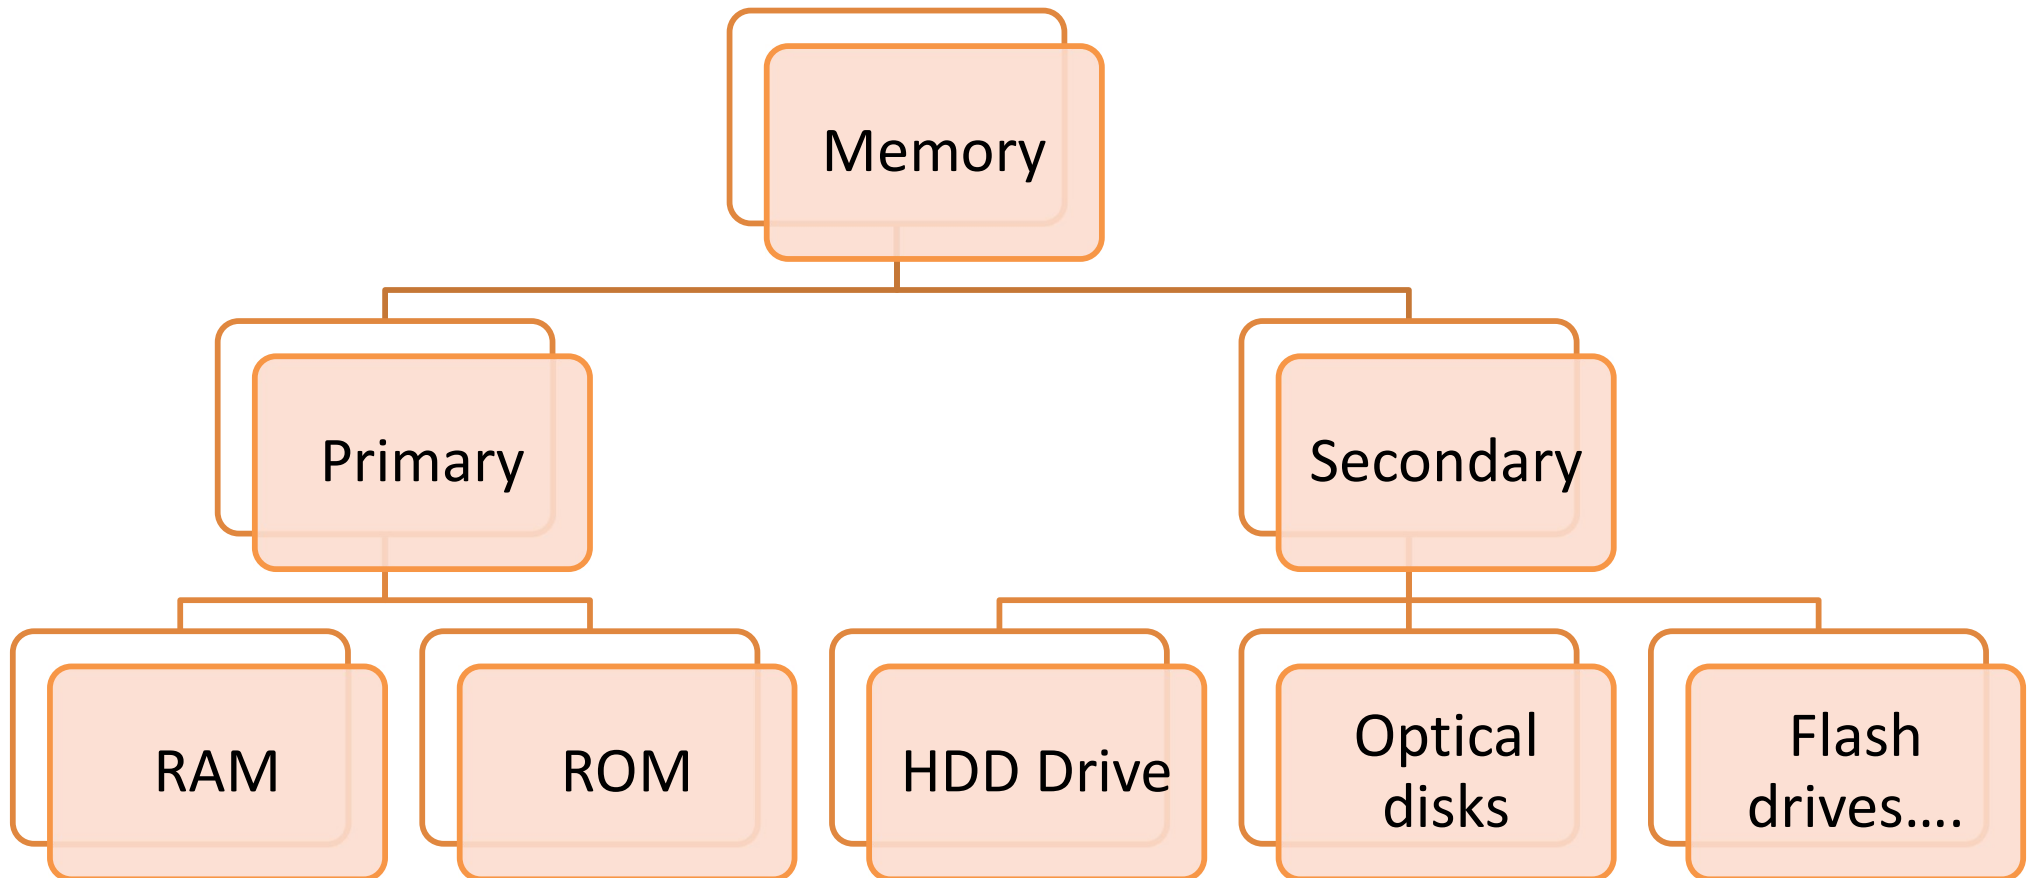 Memory
Primary
Secondary
RAM
ROM
HDD Drive
Optical
disks
Flash
drives....